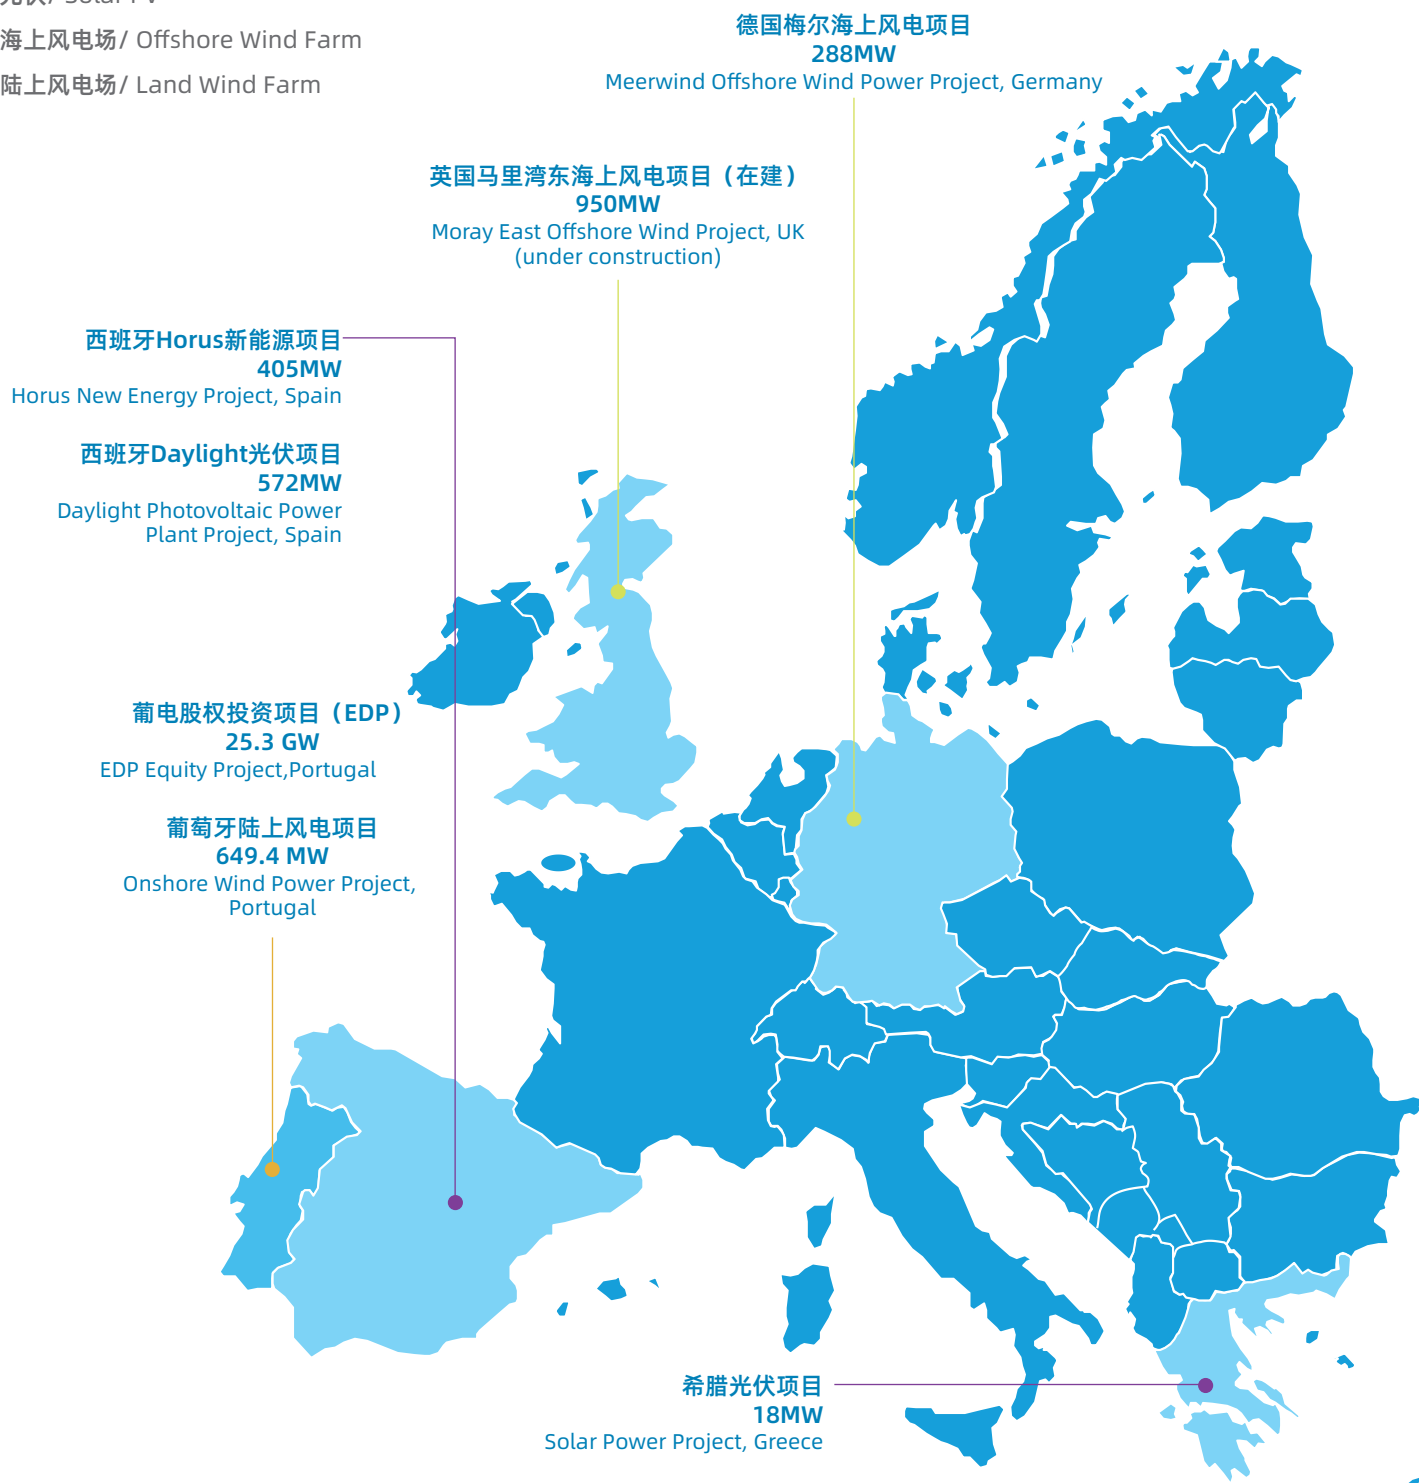 光伏/ Solar PV
海上风电场/ Offshore Wind Farm
陆上风电场/ Land Wind Farm
德国梅尔海上风电项目
288MW
Meerwind Offshore Wind Power Project, Germany
英国马里湾东海上风电项目（在建）
950MW
Moray East Offshore Wind Project, UK
(under construction)
西班牙Horus新能源项目
405MW
Horus New Energy Project, Spain
西班牙Daylight光伏项目
572MW
Daylight Photovoltaic Power
Plant Project, Spain
葡电股权投资项目（EDP）
25.3 GW
EDP Equity Project,Portugal
葡萄牙陆上风电项目
649.4 MW
Onshore Wind Power Project,
Portugal
希腊光伏项目
18MW
Solar Power Project, Greece